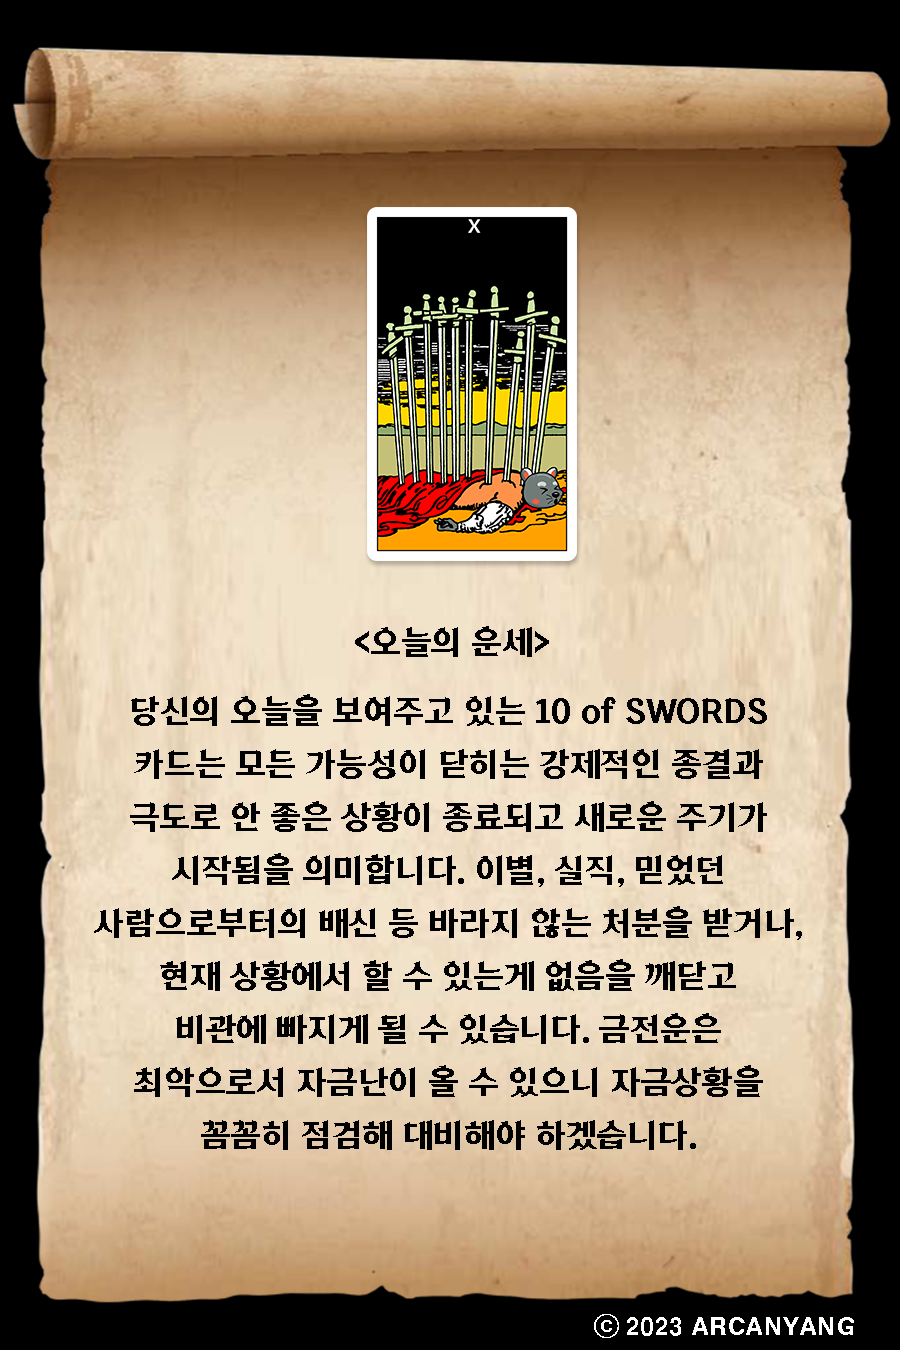 X
<오늘의 운세>
당신의 오늘을 보여주고 있는 10 of SWORDS
카드는 모든 가능성이 닫히는 강제적인 종결과
극도로 안 좋은 상황이 종료되고 새로운 주기가
시작됨을 의미합니다. 이별, 실직, 믿었던
사람으로부터의 배신 등 바라지 않는 처분을 받거나,
현재 상황에서 할 수 있는게 없음을 깨닫고
비관에 빠지게 될 수 있습니다. 금전운은
최악으로서 자금난이 올 수 있으니 자금상황을
꼼꼼히 점검해 대비해야 하겠습니다.
© 2023 ARCANYANG